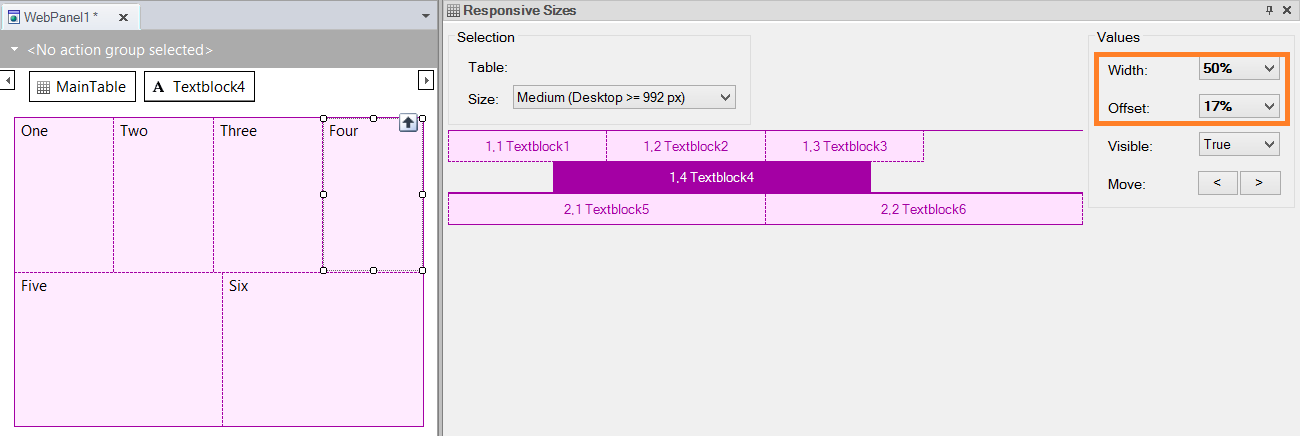 WebPanel1*
<No action group selected>
MainTable
A Textblock4
One
Two
Three
Four
Five
Six
Responsive Sizes
Selection
Table:
Size: Medium (Desktop >= 992 px)
1,1 Textblock1
1,2 Textblock2
1,3 Textblock3
1,4 Textblock4
2,1 Textblock5
2,2 Textblock6
Values
Width: 50%
Offset: 17%
Visible: True
Move: < >